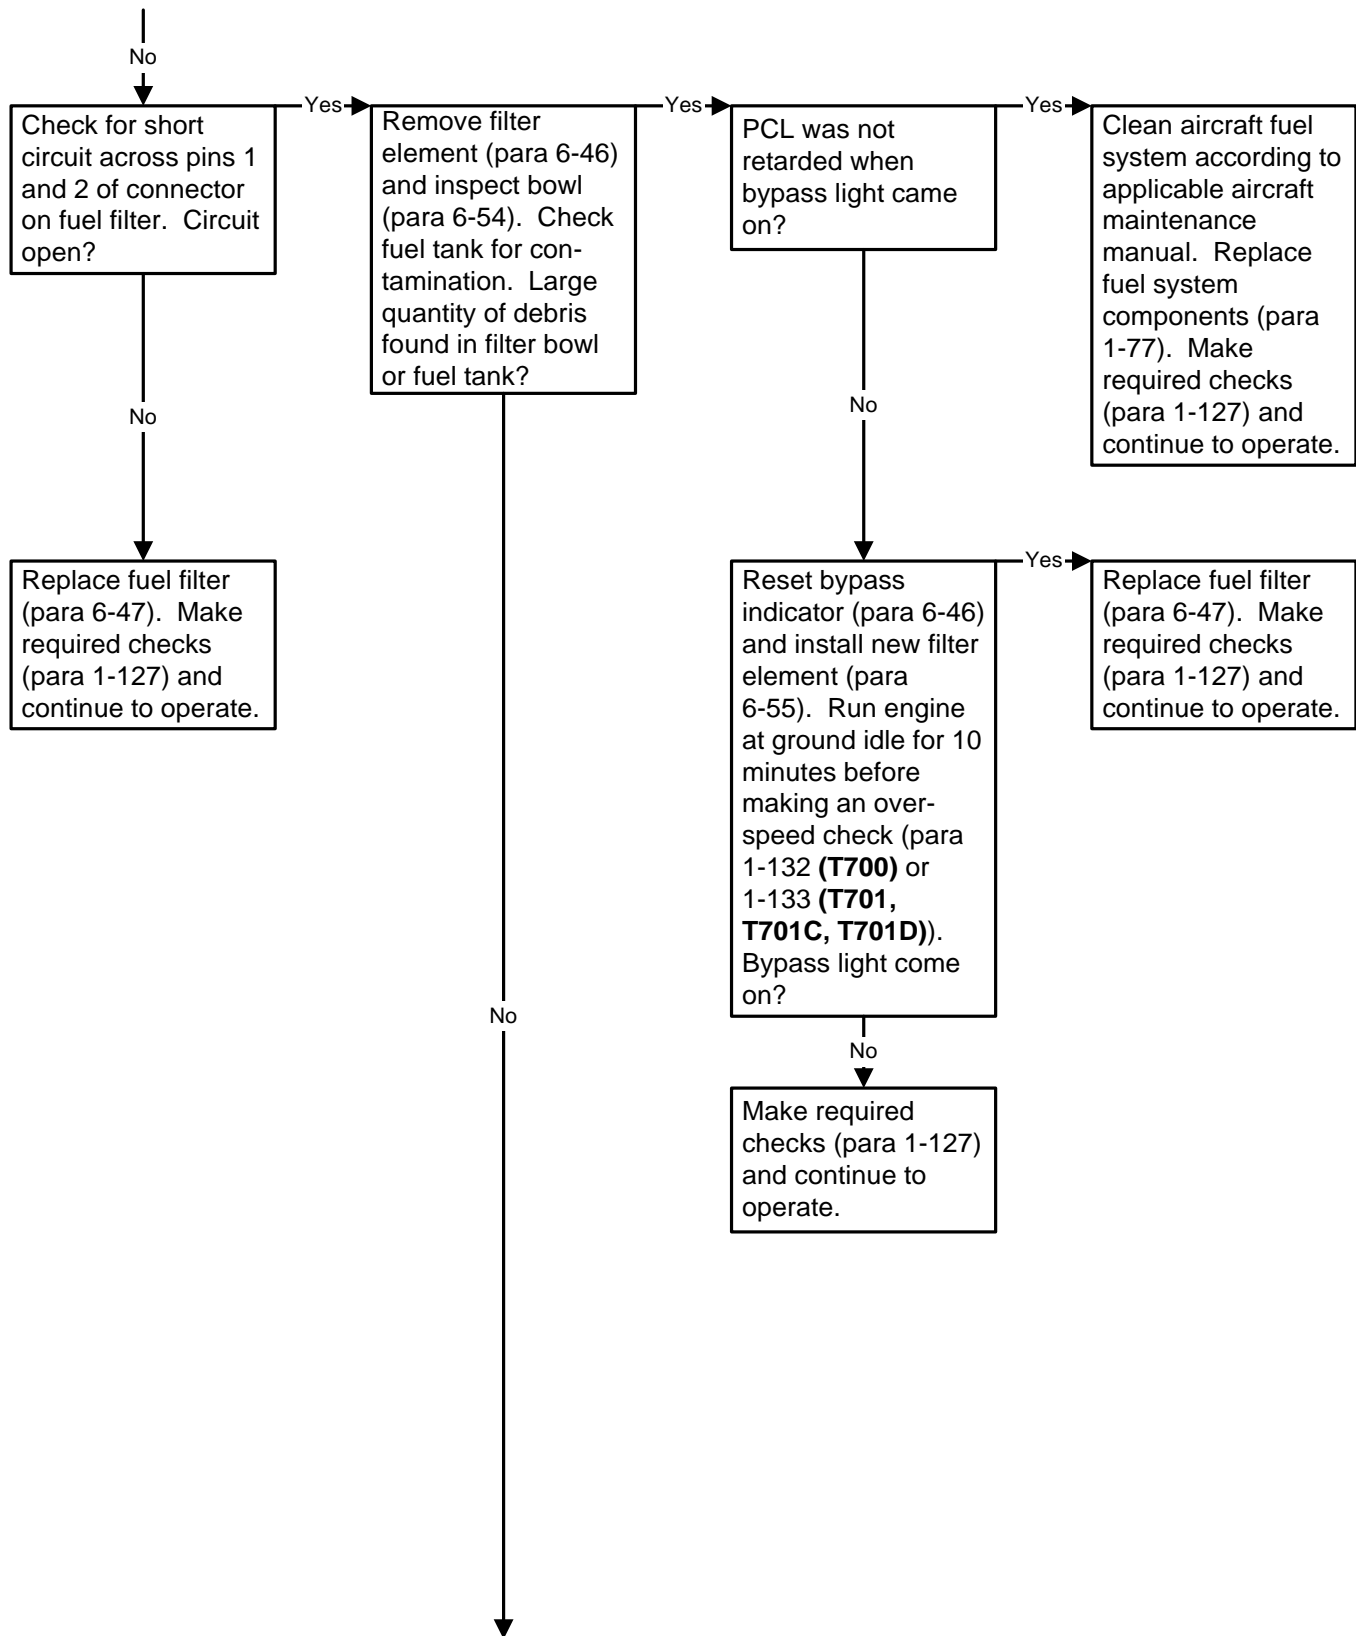 No
Check for short
circuit across pins 1
and 2 of connector
on fuel filter.  Circuit
open?
Yes
Remove filter
element (para 6-46)
and inspect bowl
(para 6-54).  Check
fuel tank for con-
tamination.  Large
quantity of debris
found in filter bowl
or fuel tank?
Yes
PCL was not
retarded when
bypass light came
on?
Yes
Clean aircraft fuel
system according to
applicable aircraft
maintenance
manual.  Replace
fuel system
components (para
1-77).  Make
required checks
(para 1-127) and
continue to operate.
No
No
Replace fuel filter
(para 6-47).  Make
required checks
(para 1-127) and
continue to operate.
Reset bypass
indicator (para 6-46)
and install new filter
element (para
6-55).  Run engine
at ground idle for 10
minutes before
making an over-
speed check (para
1-132 (T700) or
1-133 (T701,
T701C, T701D)).
Bypass light come
on?
Yes
Replace fuel filter
(para 6-47).  Make
required checks
(para 1-127) and
continue to operate.
No
No
Make required
checks (para 1-127)
and continue to
operate.